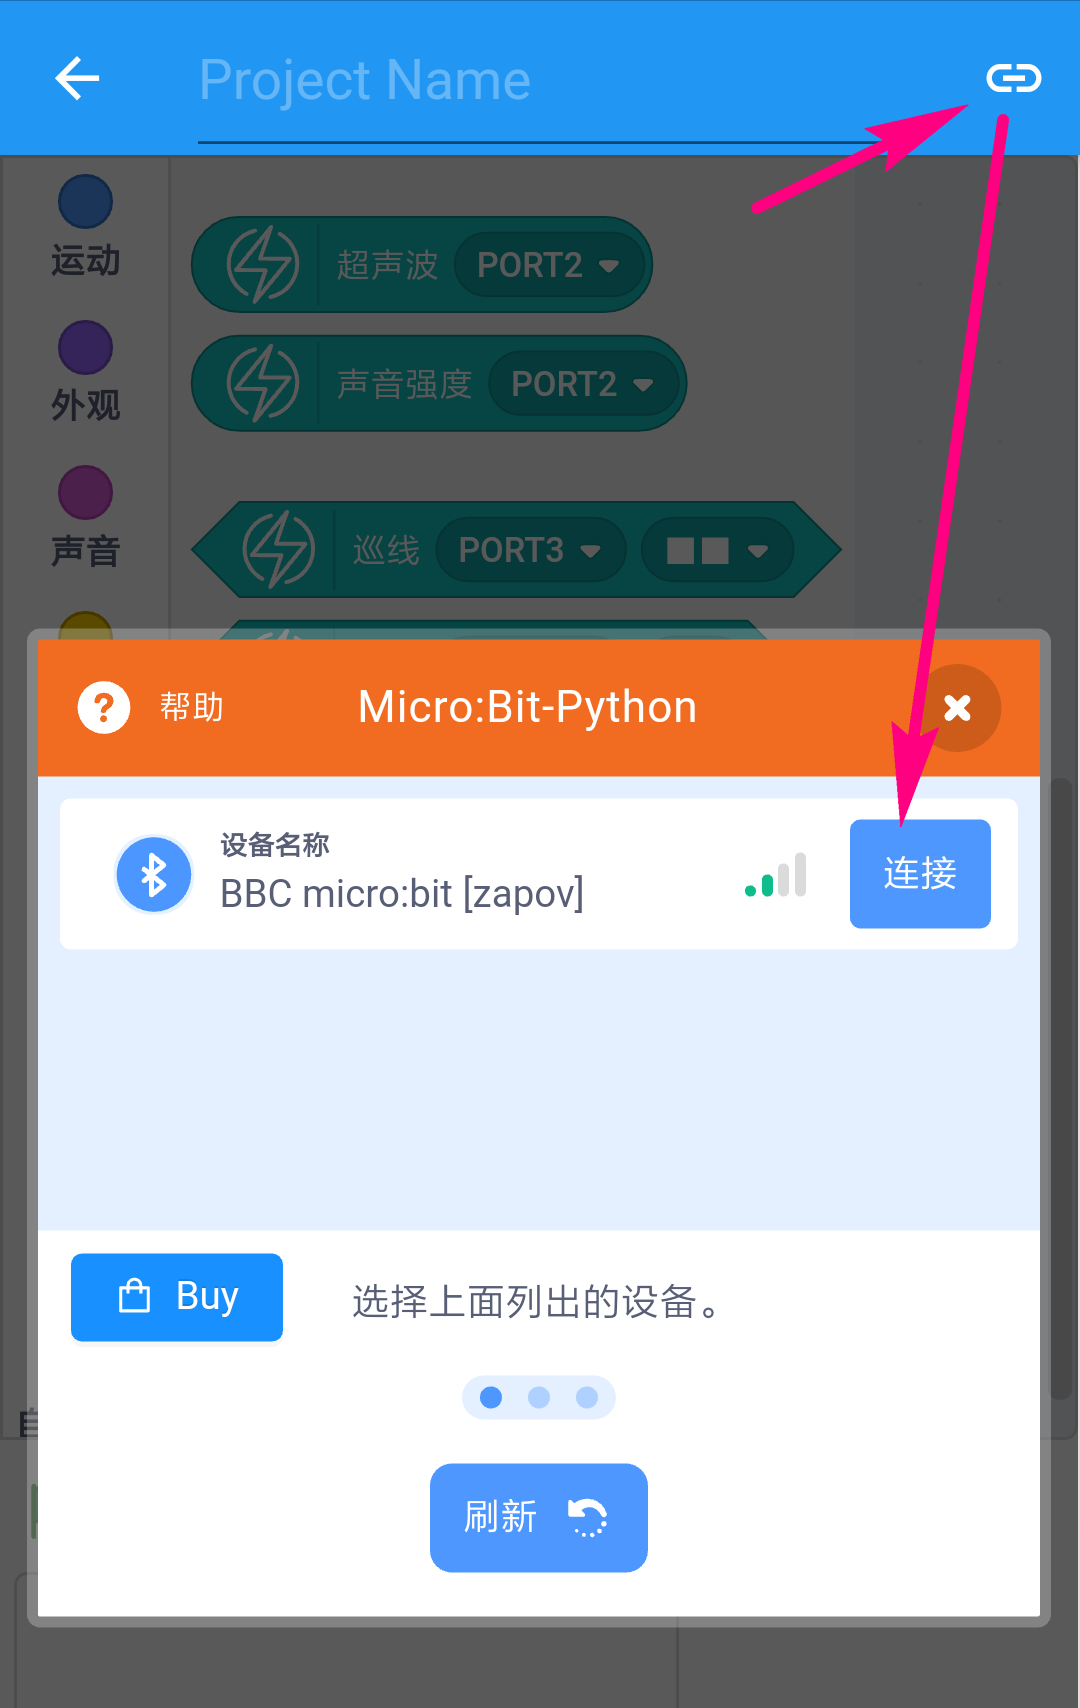 Project Name
运动
超声波 PORT2
外观
声音强度 PORT2
声音
巡线 PORT3
? 帮助 Micro:Bit-Python
设备名称
BBC micro:bit [zapov]
连接
Buy 选择上面列出的设备。
刷新